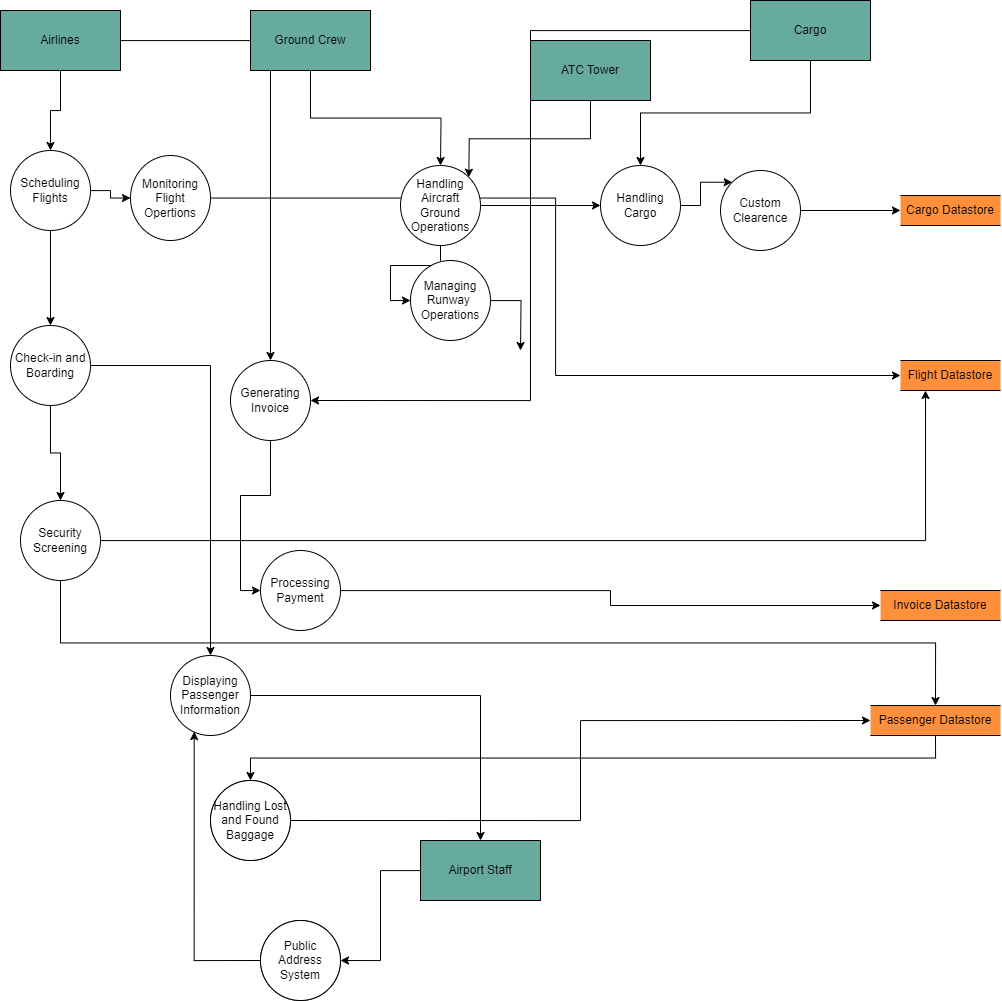 Airlines
Ground Crew
Cargo
ATC Tower
Scheduling
Flights
Monitoring
Flight
Opertions
Handling
Aircraft
Ground
Operations
Handling
Cargo
Custom
Clearence
Cargo Datastore
Managing
Runway
Operations
Check-in and
Boarding
Generating
Invoice
Flight Datastore
Security
Screening
Processing
Payment
Invoice Datastore
Displaying
Passenger
Information
Passenger Datastore
Handling Lost
and Found
Baggage
Airport Staff
Public
Address
System